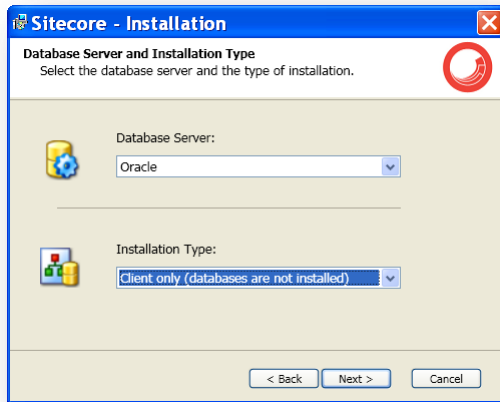 Sitecore - Installation
Database Server and Installation Type
Select the database server and the type of installation.
Database Server:
Oracle
Installation Type:
Client only (databases are not installed)
< Back
Next >
Cancel